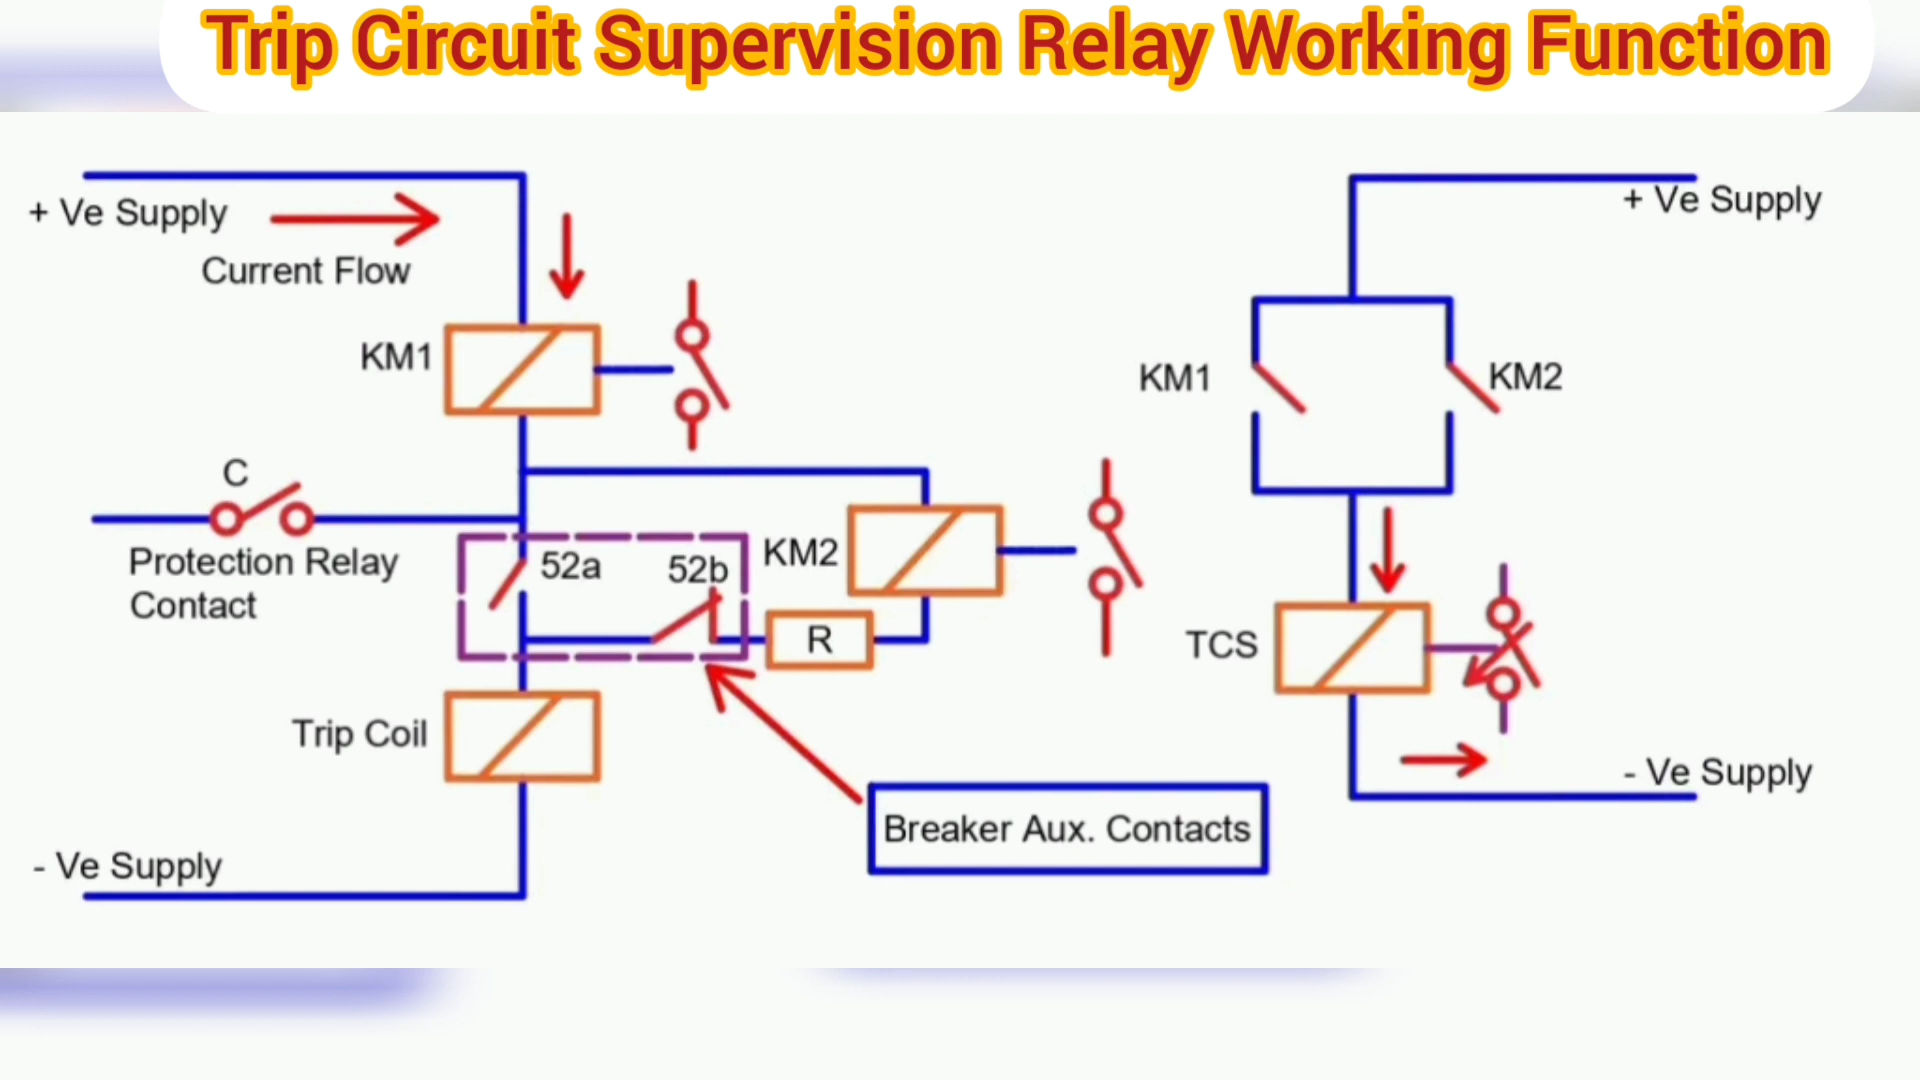 Trip Circuit Supervision Relay Working Function
+ Ve Supply
Current Flow
KM1
C
Protection Relay
Contact
52a
52b
KM2
R
Trip Coil
Breaker Aux. Contacts
- Ve Supply
+ Ve Supply
KM1
KM2
TCS
- Ve Supply